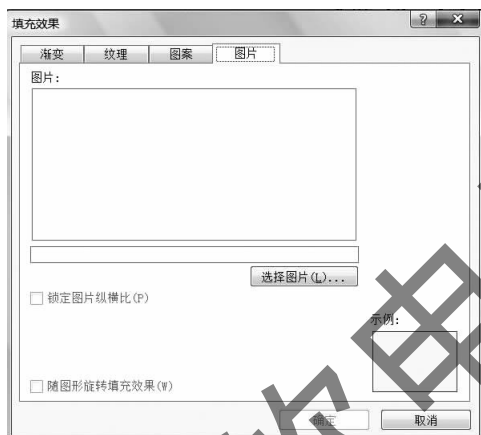 填充效果
渐变 纹理 图案 图片
图片:
选择图片(L)...
锁定图片纵横比(P)
示例:
随图形旋转填充效果(W)
确定 取消